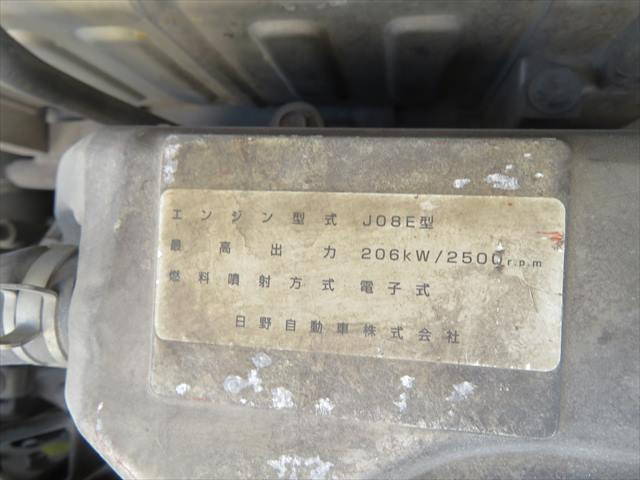 エンジン型式 J08E型
最高出力 206kW/2500r.p.m
燃料噴射方式 電子式
日野自動車株式会社